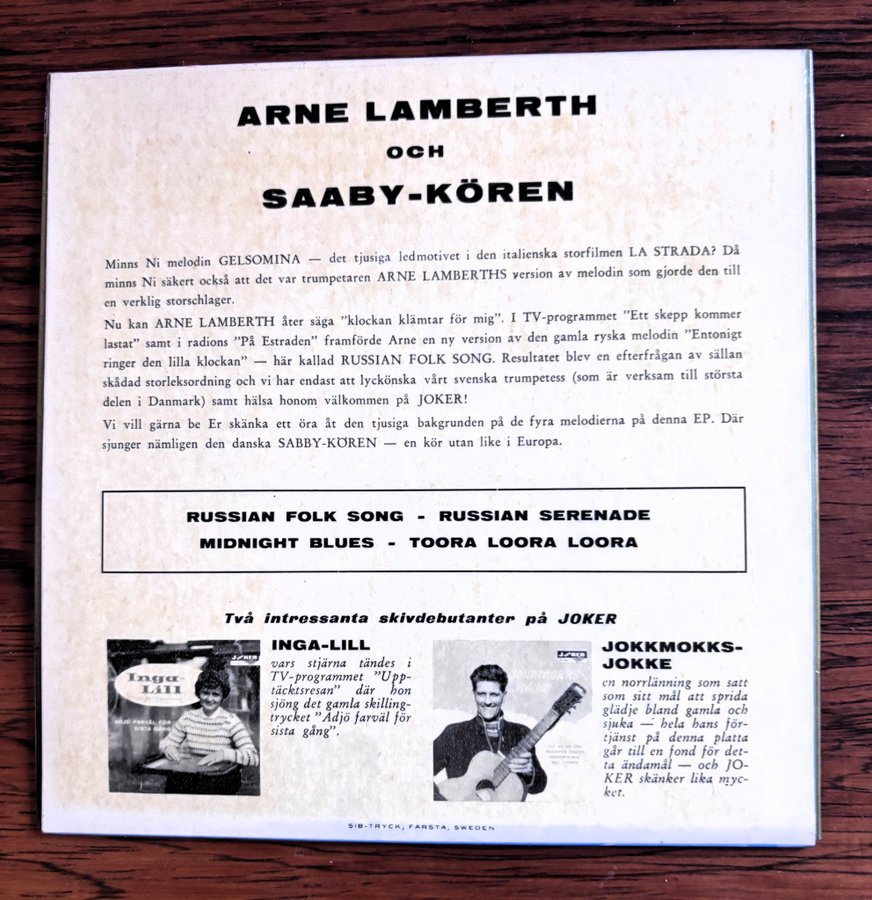 ARNE LAMBERTH
OCH
SAABY-KÖREN
Minns Ni melodin GELSOMINA — det tjusiga ledmotivet i den italienska storfilmen LA STRADA? Då
minns Ni säkert också att det var trumpetaren ARNE LAMBERTHS version av melodin som gjorde den till
en verklig storschlager.
Nu kan ARNE LAMBERTH åter säga ”klockan klämtar för mig”. I TV-programmet ”Ett skepp kommer
lastat” samt i radions ”På Estraden” framförde Arne en ny version av den gamla ryska melodin ”Entonigt
ringer den lilla klockan” — här kallad RUSSIAN FOLK SONG. Resultatet blev en efterfrågan av sällan
skådad storleksordning och vi har endast att lyckönska vårt svenska trumpetess (som är verksam till största
delen i Danmark) samt hälsa honom välkommen på JOKER!
Vi vill gärna be Er skänka ett öra åt den tjusiga bakgrunden på de fyra melodierna på denna EP. Där
sjunger nämligen den danska SABBY-KÖREN — en kör utan like i Europa.
RUSSIAN FOLK SONG - RUSSIAN SERENADE
MIDNIGHT BLUES - TOORA LOORA LOORA
Två intressanta skivdebutanter på JOKER
JOKER
Inga-
Lill
ADJÖ FARVÄL FÖR
SISTA GÅNG
INGA-LILL
vars stjärna tändes i
TV-programmet ”Upp-
täcktsresan” där hon
sjöng det gamla skilling-
trycket ”Adjö farväl för
sista gång”.
JOKER
JOKKMOKKS-
JOKKE
en norrlänning som satt
som sitt mål att sprida
glädje bland gamla och
sjuka — hela hans för-
tjänst på denna platta
går till en fond för det-
ta ändamål — och JO-
KER skänker lika myc-
ket.
SIB-TRYCK, FARSTA, SWEDEN